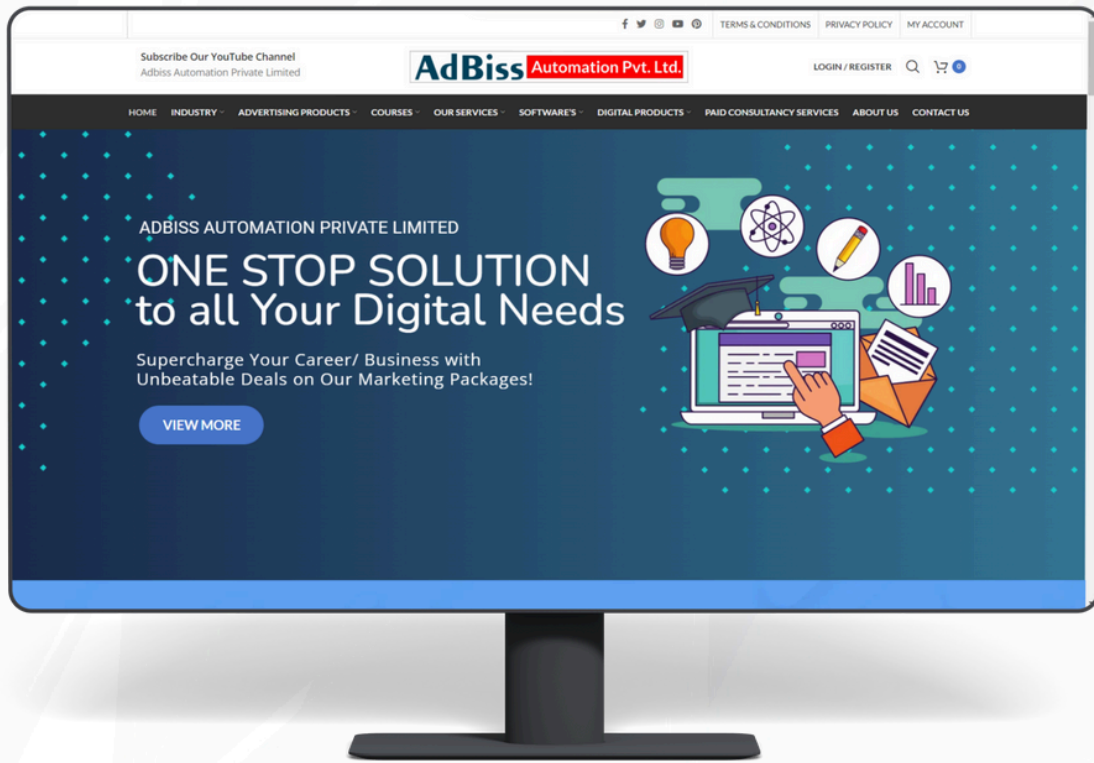 TERMS & CONDITIONS PRIVACY POLICY MY ACCOUNT
Subscribe Our YouTube Channel
Adbiss Automation Private Limited
AdBiss Automation Pvt. Ltd.
LOGIN / REGISTER 0
HOME INDUSTRY ADVERTISING PRODUCTS COURSES OUR SERVICES SOFTWARE'S DIGITAL PRODUCTS PAID CONSULTANCY SERVICES ABOUT US CONTACT US
ADBISS AUTOMATION PRIVATE LIMITED
ONE STOP SOLUTION
to all Your Digital Needs
Supercharge Your Career/ Business with
Unbeatable Deals on Our Marketing Packages!
VIEW MORE